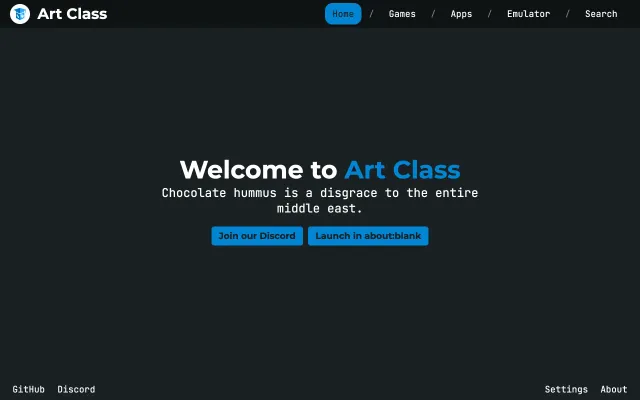 Art Class
Home / Games / Apps / Emulator / Search
Welcome to Art Class
Chocolate hummus is a disgrace to the entire
middle east.
Join our Discord Launch in about:blank
GitHub Discord Settings About